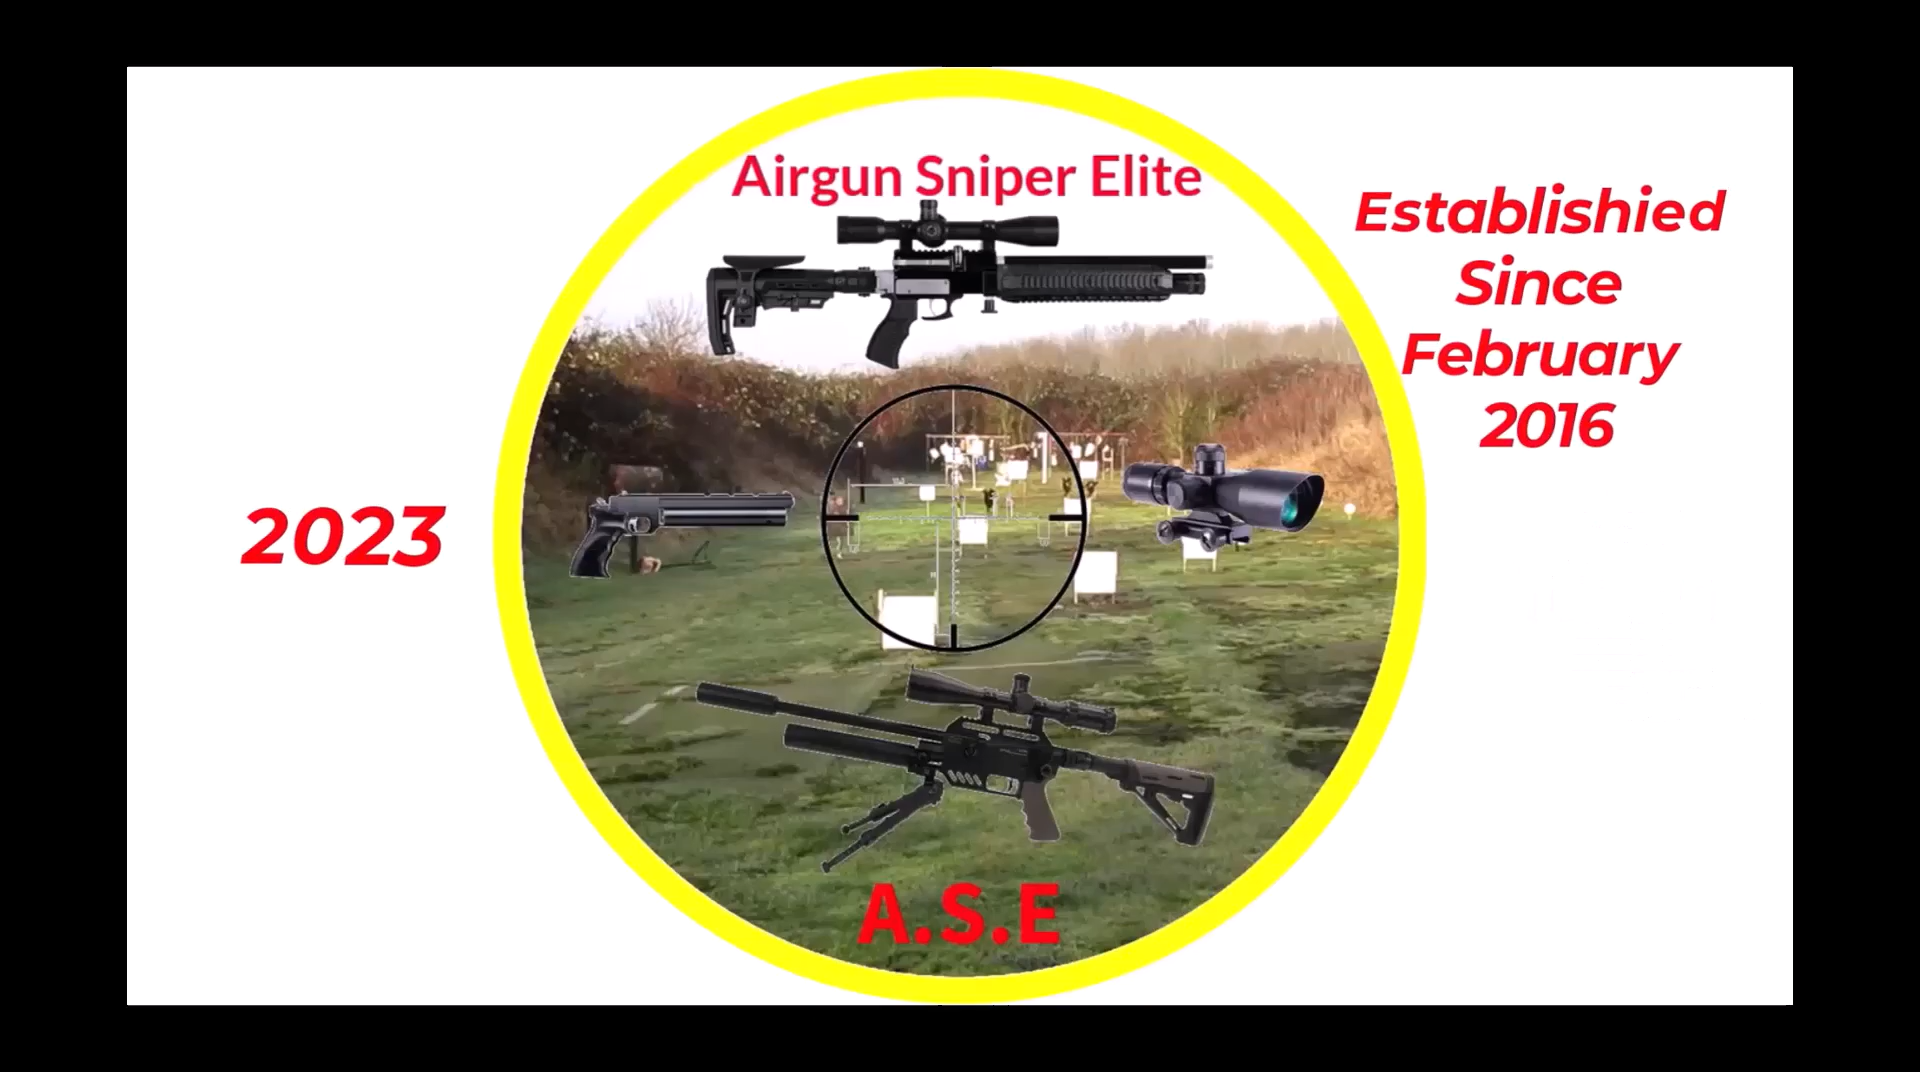 Airgun Sniper Elite
Establishied
Since
February
2016
2023
A.S.E